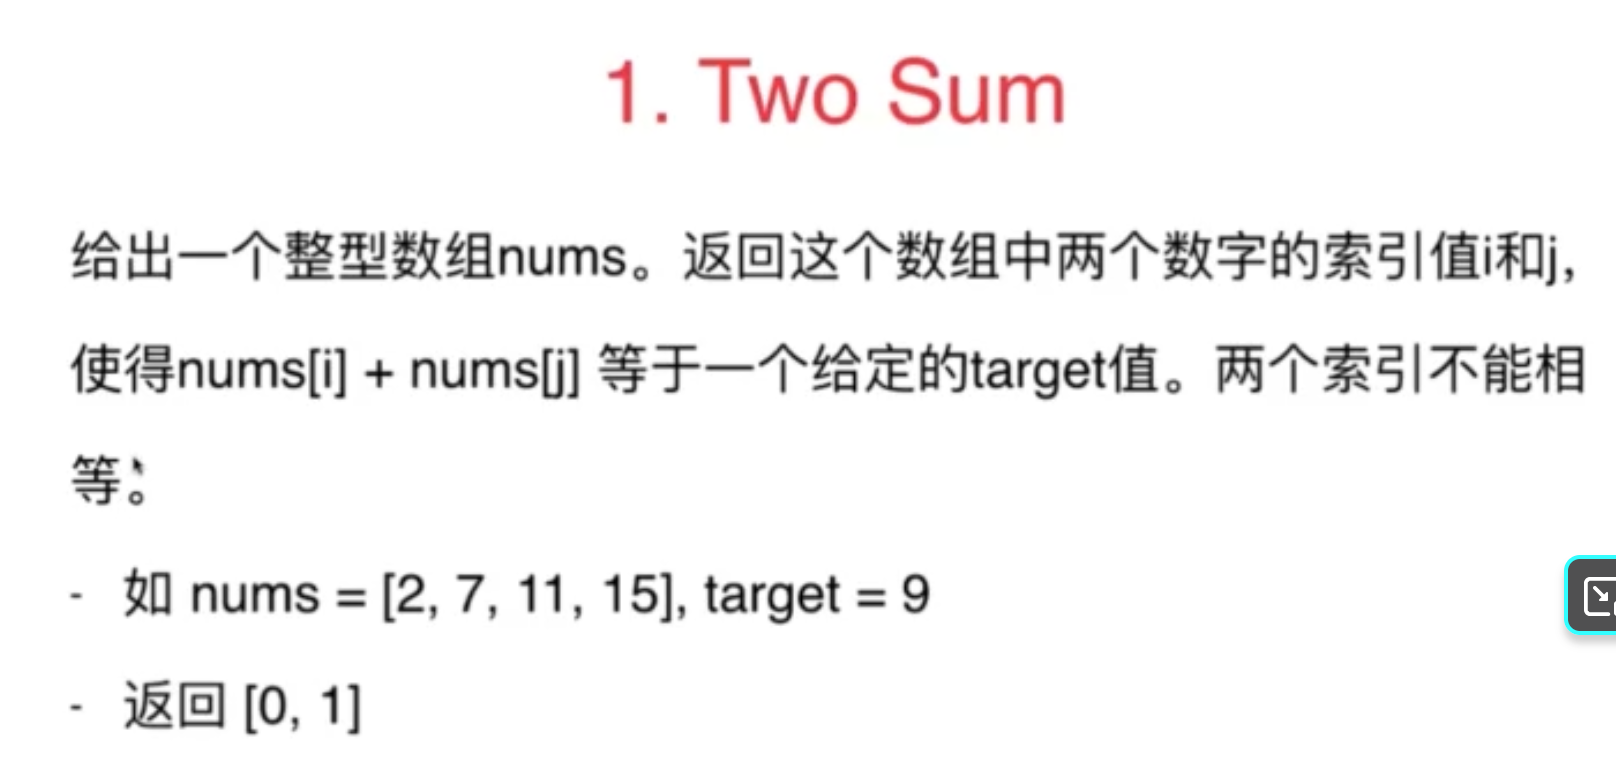 1. Two Sum
给出一个整型数组nums。返回这个数组中两个数字的索引值i和j,
使得nums[i] + nums[j] 等于一个给定的target值。两个索引不能相
等。
- 如 nums = [2, 7, 11, 15], target = 9
- 返回 [0, 1]